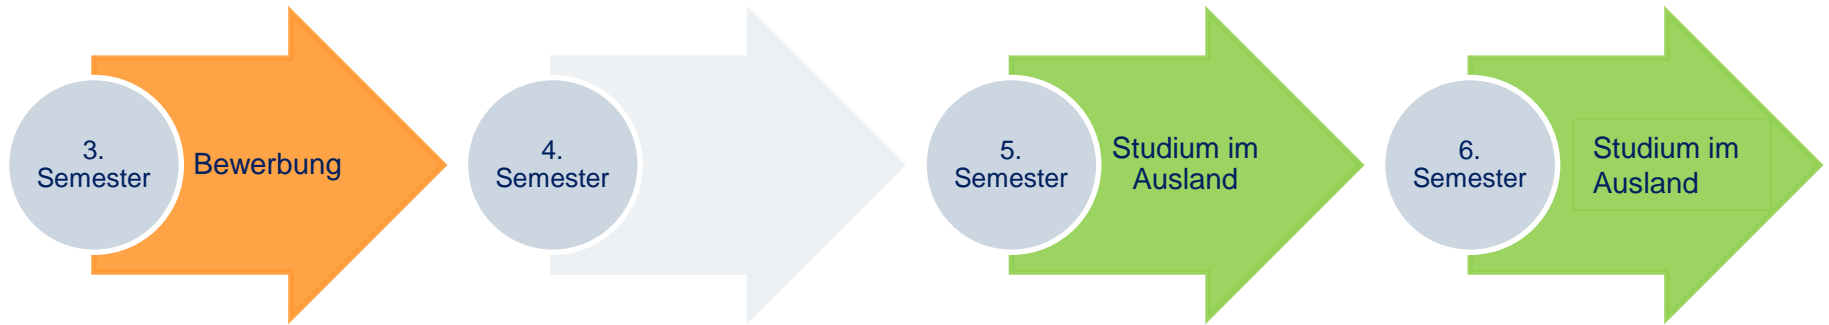 3.
Semester
Bewerbung
4.
Semester
5.
Semester
Studium im
Ausland
6.
Semester
Studium im
Ausland